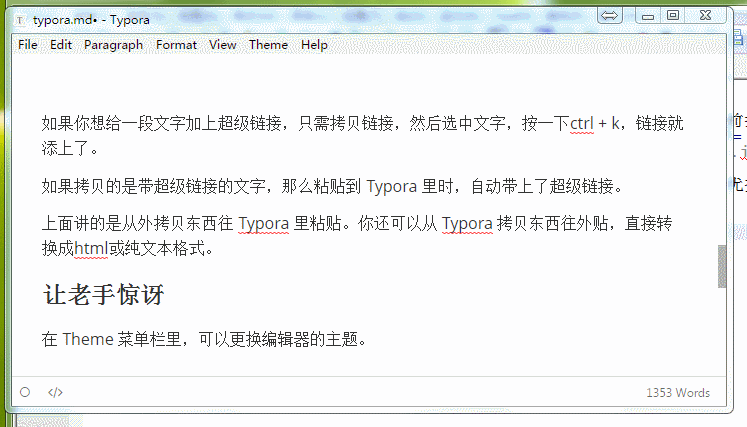 typora.md• - Typora
File Edit Paragraph Format View Theme Help
如果你想给一段文字加上超级链接，只需拷贝链接，然后选中文字，按一下ctrl + k，链接就
添上了。
如果拷贝的是带超级链接的文字，那么粘贴到 Typora 里时，自动带上了超级链接。
上面讲的是从外拷贝东西往 Typora 里粘贴。你还可以从 Typora 拷贝东西往外贴，直接转
换成html或纯文本格式。
让老手惊讶
在 Theme 菜单栏里，可以更换编辑器的主题。
</> 1353 Words